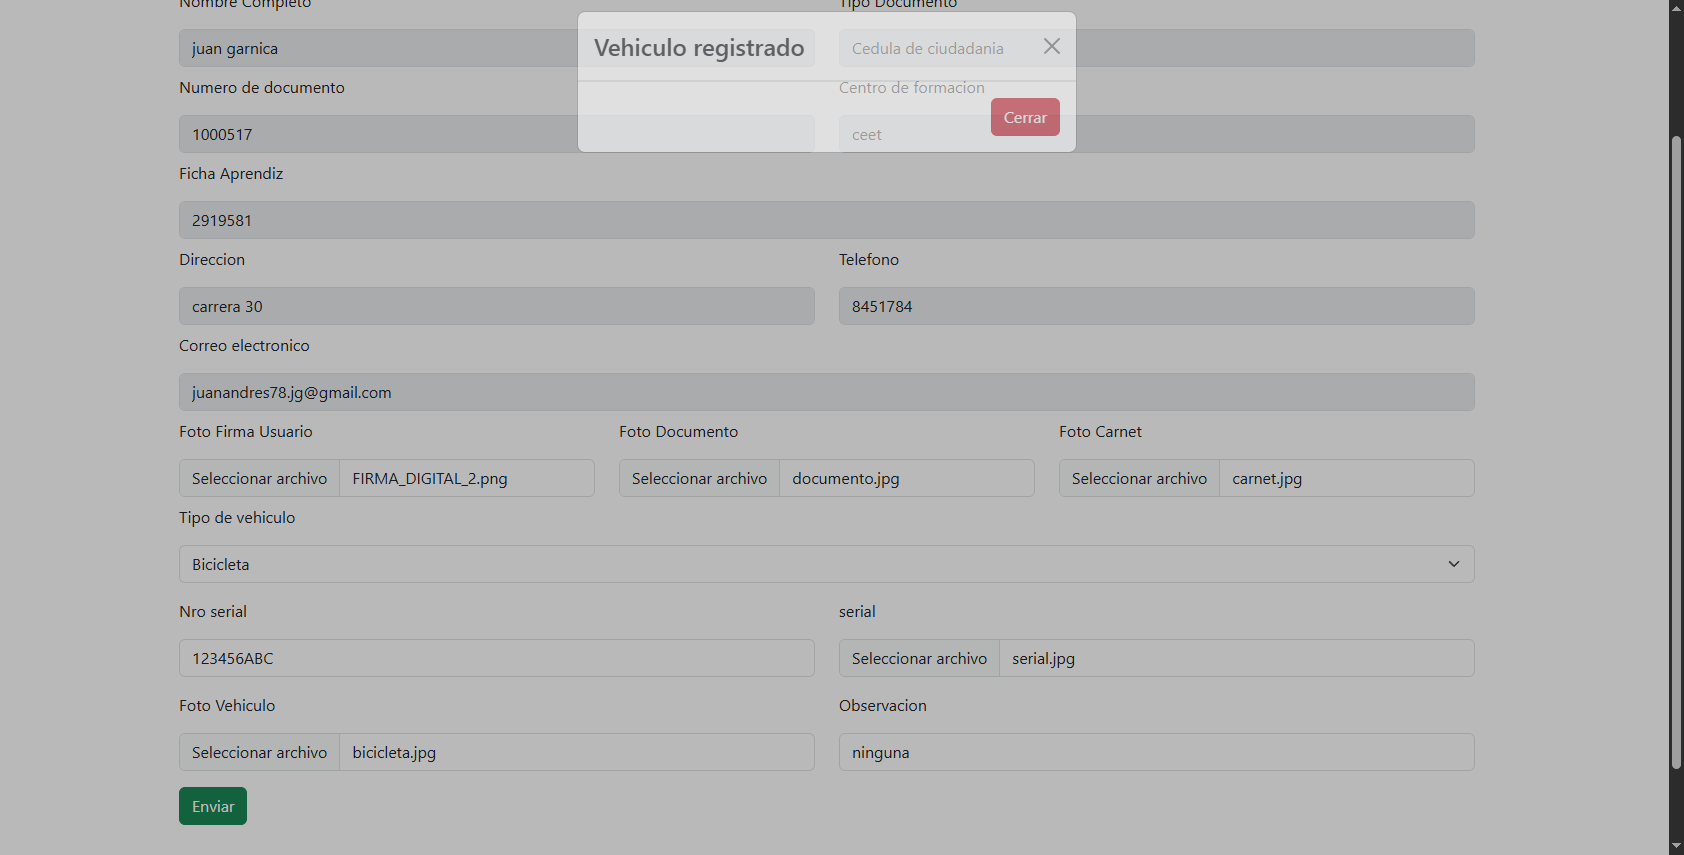 Nombre Completo
Tipo Documento
Vehiculo registrado
juan garnica
Cedula de ciudadania
Numero de documento
Centro de formacion
Cerrar
1000517
ceet
Ficha Aprendiz
2919581
Direccion
Telefono
carrera 30
8451784
Correo electronico
juanandres78.jg@gmail.com
Foto Firma Usuario
Foto Documento
Foto Carnet
Seleccionar archivo FIRMA_DIGITAL_2.png
Seleccionar archivo documento.jpg
Seleccionar archivo carnet.jpg
Tipo de vehiculo
Bicicleta
Nro serial
serial
123456ABC
Seleccionar archivo serial.jpg
Foto Vehiculo
Observacion
Seleccionar archivo bicicleta.jpg
ninguna
Enviar